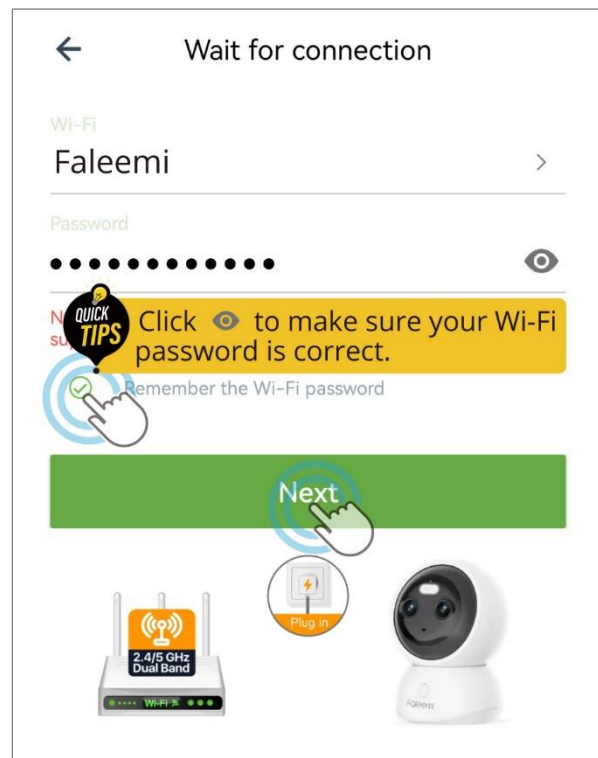 Wait for connection
Wi-Fi
Faleemi
Password
QUICK
TIPS
Click to make sure your Wi-Fi
password is correct.
Remember the Wi-Fi password
Next
Plug in
2.4/5 GHz
Dual Band
Wi-Fi
Faleemi